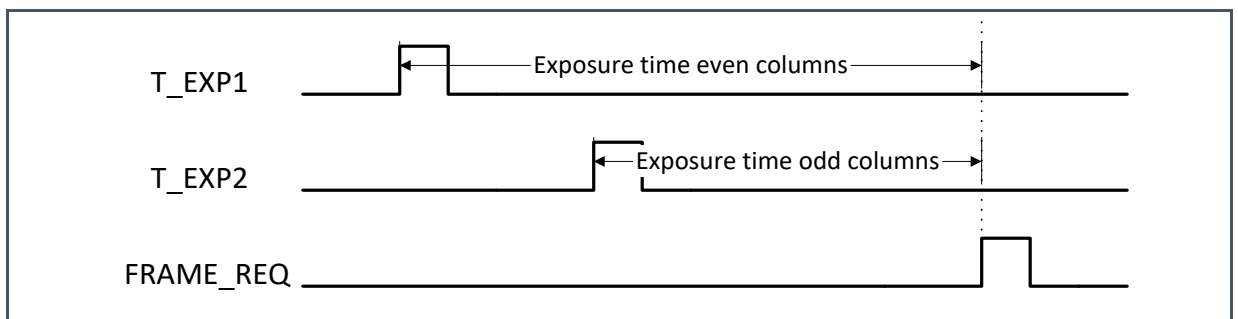 T_EXP1
Exposure time even columns
T_EXP2
Exposure time odd columns
FRAME_REQ